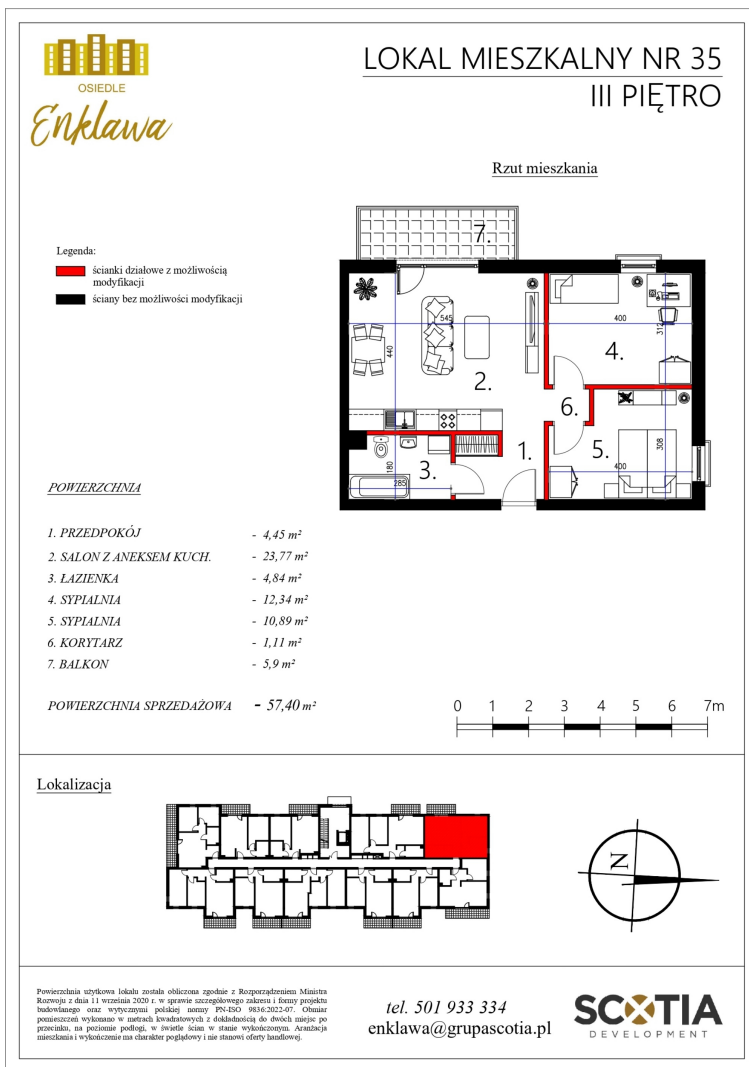 OSIEDLE
Enklawa
LOKAL MIESZKALNY NR 35
III PIĘTRO
Rzut mieszkania
Legenda:
ścianki działowe z możliwością
modyfikacji
ściany bez możliwości modyfikacji
7.
545
400
312
440
4.
2.
6.
1.
5.
308
400
3.
180
285
POWIERZCHNIA
1. PRZEDPOKÓJ - 4,45 m²
2. SALON Z ANEKSEM KUCH. - 23,77 m²
3. ŁAZIENKA - 4,84 m²
4. SYPIALNIA - 12,34 m²
5. SYPIALNIA - 10,89 m²
6. KORYTARZ - 1,11 m²
7. BALKON - 5,9 m²
POWIERZCHNIA SPRZEDAŻOWA - 57,40 m²
0 1 2 3 4 5 6 7m
Lokalizacja
N
Powierzchnia użytkowa lokalu została obliczona zgodnie z Rozporządzeniem Ministra
Rozwoju z dnia 11 września 2020 r. w sprawie szczegółowego zakresu i formy projektu
budowlanego oraz wytycznymi polskiej normy PN-ISO 9836:2022-07. Obmiar
pomieszczeń wykonano w metrach kwadratowych z dokładnością do dwóch miejsc po
przecinku, na poziomie podłogi, w świetle ścian w stanie wykończonym. Aranżacja
mieszkania i wykończenie ma charakter poglądowy i nie stanowi oferty handlowej.
tel. 501 933 334
enklawa@grupascotia.pl
SCOTIA
DEVELOPMENT